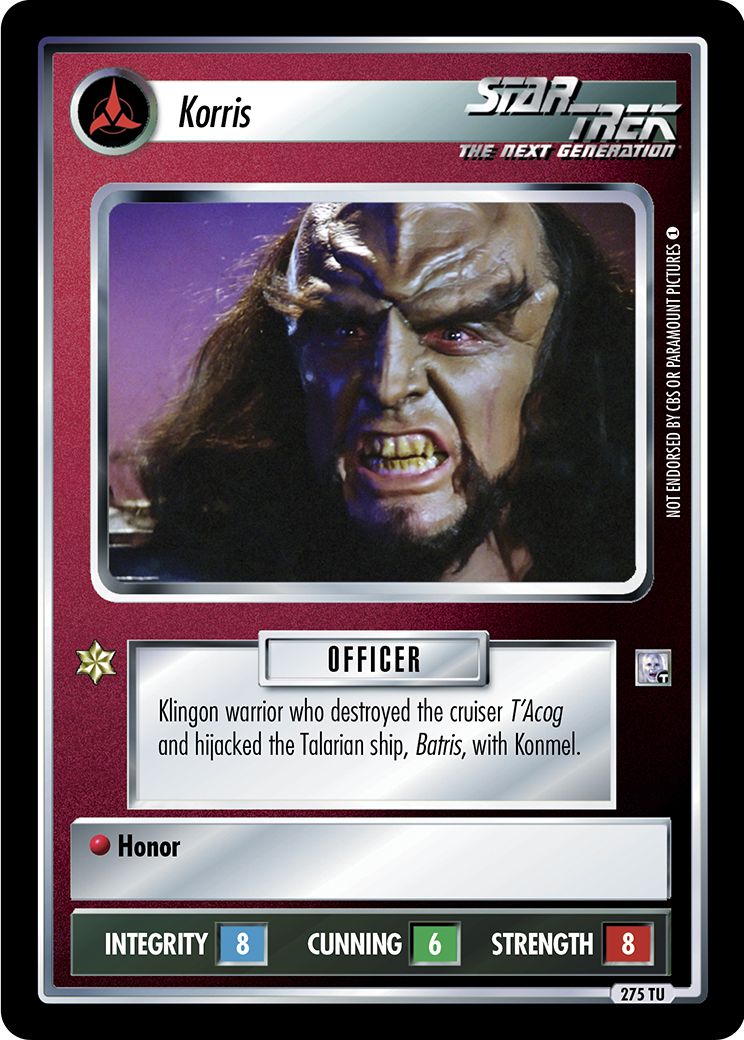 Korris
STAR TREK
THE NEXT GENERATION
NOT ENDORSED BY CBS OR PARAMOUNT PICTURES 1
OFFICER
T
Klingon warrior who destroyed the cruiser T'Acog
and hijacked the Talarian ship, Batris, with Konmel.
Honor
INTEGRITY 8 CUNNING 6 STRENGTH 8
275 TU